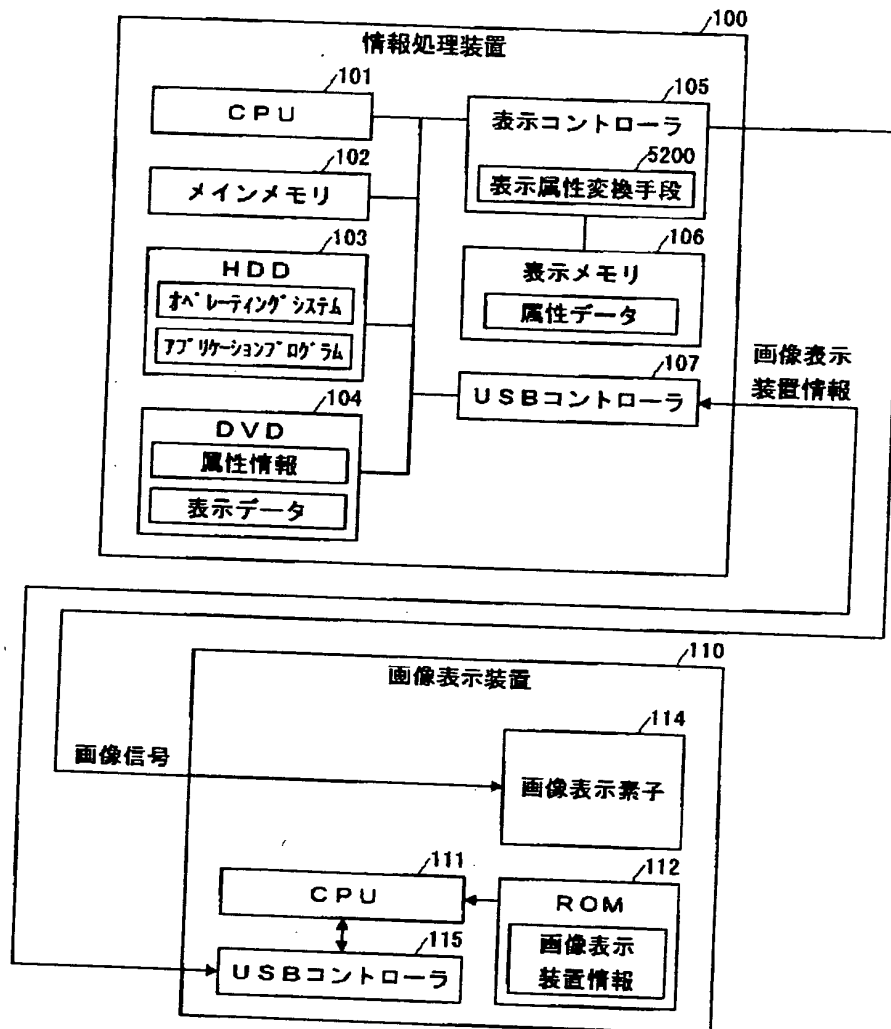 100
情報処理装置
101
CPU
102
メインメモリ
103
HDD
オペレーティングシステム
アプリケーションプログラム
104
DVD
属性情報
表示データ
105
表示コントローラ
5200
表示属性変換手段
106
表示メモリ
属性データ
107
USBコントローラ
画像表示
装置情報
110
画像表示装置
画像信号
114
画像表示素子
111
CPU
115
USBコントローラ
112
ROM
画像表示
装置情報